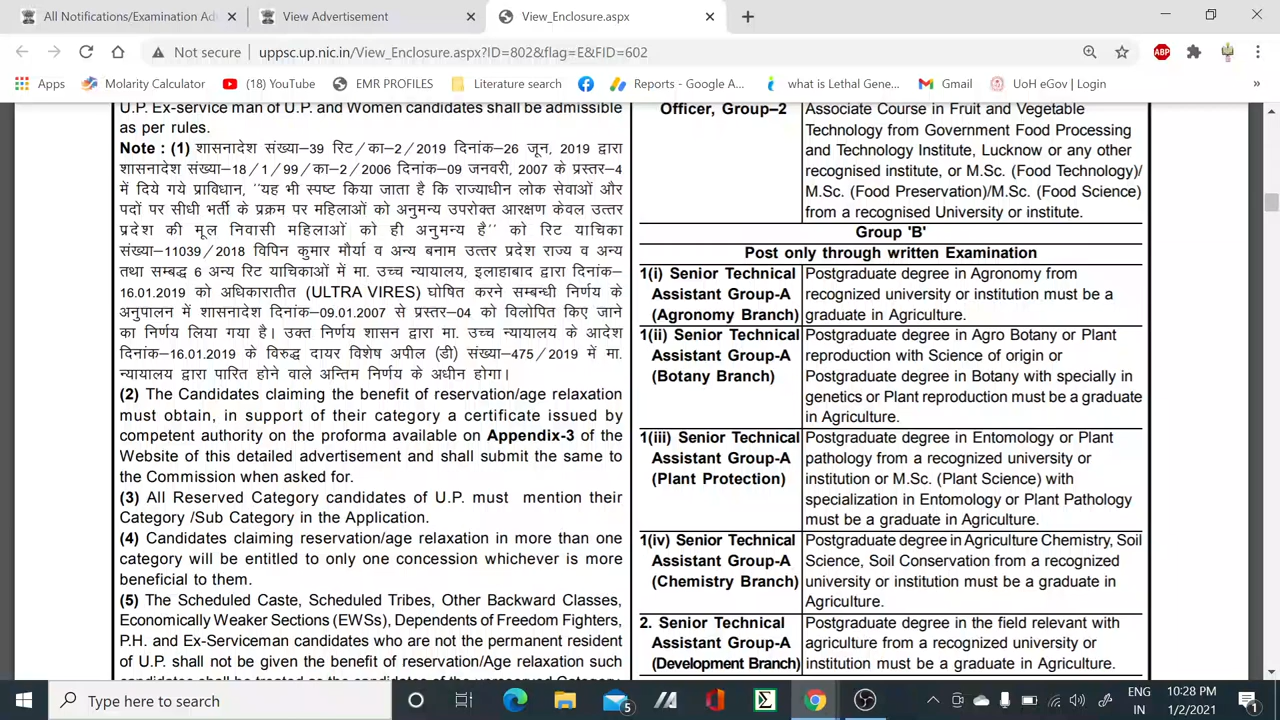 All Notifications/Examination Adv
View Advertisement
View_Enclosure.aspx
Not secure
uppsc.up.nic.in/View_Enclosure.aspx?ID=802&flag=E&FID=602
ABP
Apps
Molarity Calculator
(18) YouTube
EMR PROFILES
Literature search
Reports - Google A...
what is Lethal Gene...
Gmail
UoH eGov | Login
U.P. Ex-service man of U.P. and Women candidates shall be admissible
as per rules.
Note : (1) शासनादेश संख्या–39 रिट/का–2/2019 दिनांक–26 जून, 2019 द्वारा
शासनादेश संख्या–18/1/99/का–2/2006 दिनांक–09 जनवरी, 2007 के प्रस्तर–4
में दिये गये प्राविधान, "यह भी स्पष्ट किया जाता है कि राज्याधीन लोक सेवाओं और
पदों पर सीधी भर्ती के प्रक्रम पर महिलाओं को अनुमन्य उपरोक्त आरक्षण केवल उत्तर
प्रदेश की मूल निवासी महिलाओं को ही अनुमन्य है" को रिट याचिका
संख्या–11039/2018 विपिन कुमार मौर्या व अन्य बनाम उत्तर प्रदेश राज्य व अन्य
तथा सम्बद्ध 6 अन्य रिट याचिकाओं में मा. उच्च न्यायालय, इलाहाबाद द्वारा दिनांक–
16.01.2019 को अधिकारातीत (ULTRA VIRES) घोषित करने सम्बन्धी निर्णय के
अनुपालन में शासनादेश दिनांक–09.01.2007 से प्रस्तर–04 को विलोपित किए जाने
का निर्णय लिया गया है। उक्त निर्णय शासन द्वारा मा. उच्च न्यायालय के आदेश
दिनांक–16.01.2019 के विरुद्ध दायर विशेष अपील (डी) संख्या–475/2019 में मा.
न्यायालय द्वारा पारित होने वाले अन्तिम निर्णय के अधीन होगा।
(2) The Candidates claiming the benefit of reservation/age relaxation
must obtain, in support of their category a certificate issued by
competent authority on the proforma available on Appendix-3 of the
Website of this detailed advertisement and shall submit the same to
the Commission when asked for.
(3) All Reserved Category candidates of U.P. must mention their
Category /Sub Category in the Application.
(4) Candidates claiming reservation/age relaxation in more than one
category will be entitled to only one concession whichever is more
beneficial to them.
(5) The Scheduled Caste, Scheduled Tribes, Other Backward Classes,
Economically Weaker Sections (EWSs), Dependents of Freedom Fighters,
P.H. and Ex-Serviceman candidates who are not the permanent resident
of U.P. shall not be given the benefit of reservation/Age relaxation such
Officer, Group–2
Associate Course in Fruit and Vegetable
Technology from Government Food Processing
and Technology Institute, Lucknow or any other
recognised institute, or M.Sc. (Food Technology)/
M.Sc. (Food Preservation)/M.Sc. (Food Science)
from a recognised University or institute.
Group 'B'
Post only through written Examination
1(i) Senior Technical
Assistant Group-A
(Agronomy Branch)
Postgraduate degree in Agronomy from
recognized university or institution must be a
graduate in Agriculture.
1(ii) Senior Technical
Assistant Group-A
(Botany Branch)
Postgraduate degree in Agro Botany or Plant
reproduction with Science of origin or
Postgraduate degree in Botany with specially in
genetics or Plant reproduction must be a graduate
in Agriculture.
1(iii) Senior Technical
Assistant Group-A
(Plant Protection)
Postgraduate degree in Entomology or Plant
pathology from a recognized university or
institution or M.Sc. (Plant Science) with
specialization in Entomology or Plant Pathology
must be a graduate in Agriculture.
1(iv) Senior Technical
Assistant Group-A
(Chemistry Branch)
Postgraduate degree in Agriculture Chemistry, Soil
Science, Soil Conservation from a recognized
university or institution must be a graduate in
Agriculture.
2. Senior Technical
Assistant Group-A
(Development Branch)
Postgraduate degree in the field relevant with
agriculture from a recognized university or
institution must be a graduate in Agriculture.
Type here to search
5
ENG
IN
10:28 PM
1/2/2021
1